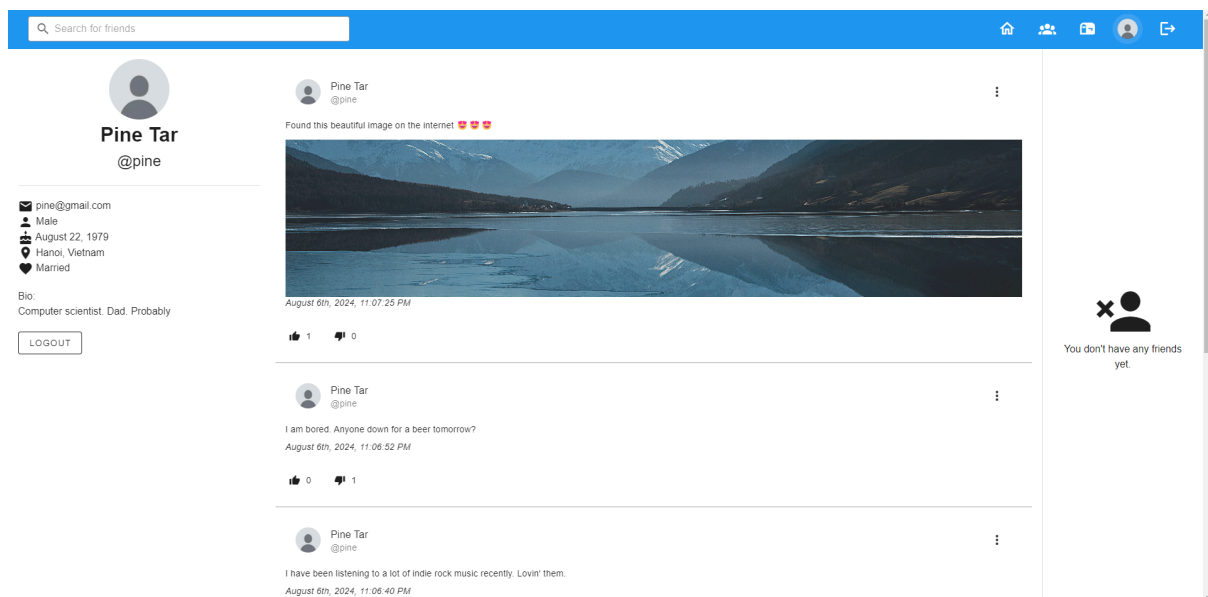 Search for friends
Pine Tar
@pine
pine@gmail.com
Male
August 22, 1979
Hanoi, Vietnam
Married
Bio:
Computer scientist. Dad. Probably
LOGOUT
Pine Tar
@pine
Found this beautiful image on the internet 😍😍😍
August 6th, 2024, 11:07:25 PM
1 0
Pine Tar
@pine
I am bored. Anyone down for a beer tomorrow?
August 6th, 2024, 11:06:52 PM
0 1
Pine Tar
@pine
I have been listening to a lot of indie rock music recently. Lovin' them.
August 6th, 2024, 11:06:40 PM
You don't have any friends
yet.